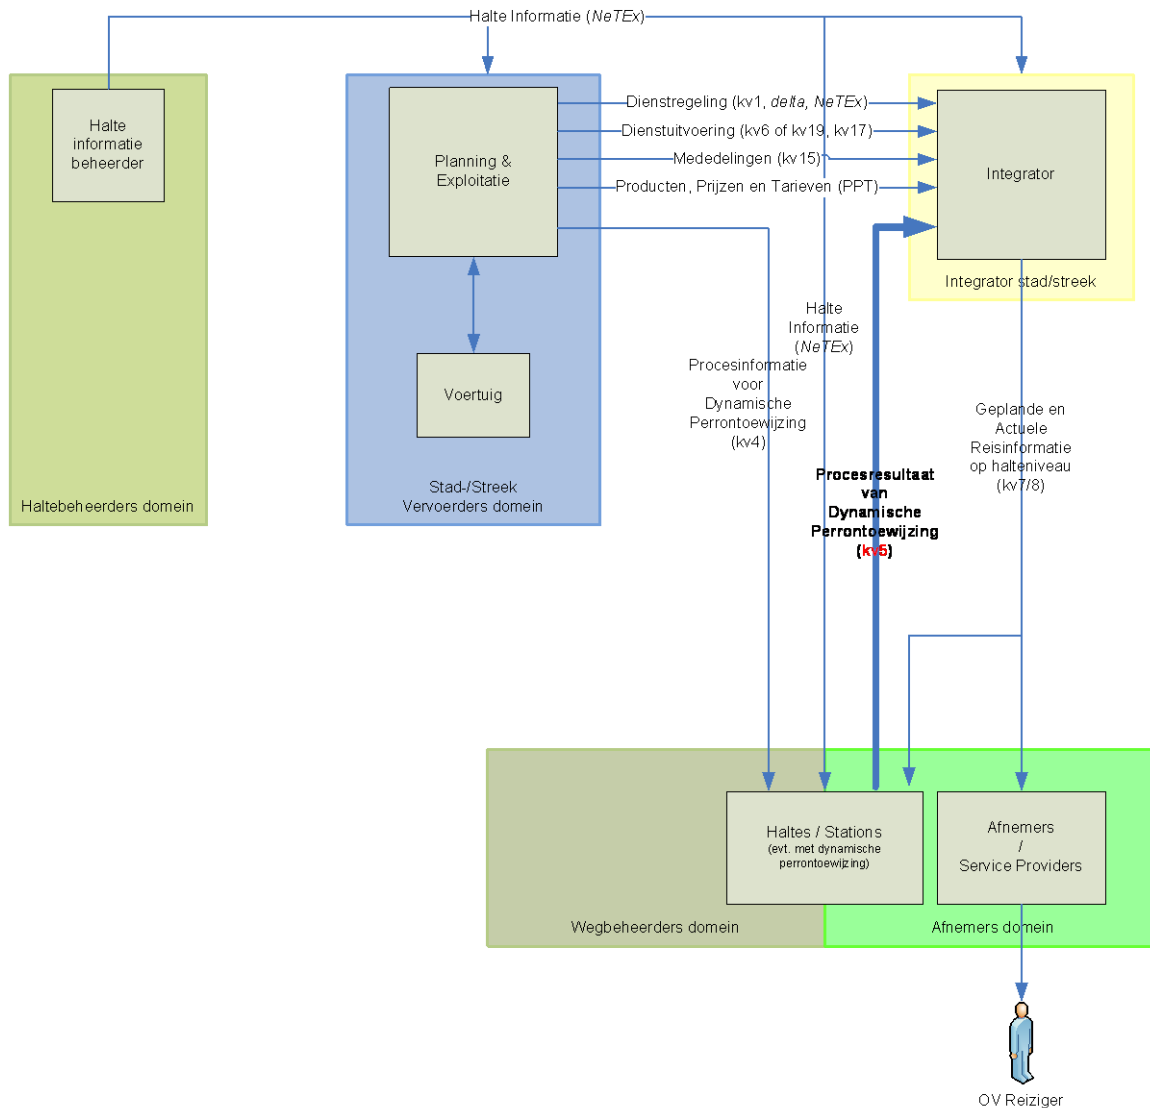 Halte Informatie (NeTEx)
Halte
informatie
beheerder
Haltebeheerders domein
Planning &
Exploitatie
Voertuig
Stad-/Streek
Vervoerders domein
Dienstregeling (kv1, delta, NeTEx)
Dienstuitvoering (kv6 of kv19, kv17)
Mededelingen (kv15)
Producten, Prijzen en Tarieven (PPT)
Integrator
Integrator stad/streek
Halte
Informatie
(NeTEx)
Procesinformatie
voor
Dynamische
Perrontoewijzing
(kv4)
Procesresultaat
van
Dynamische
Perrontoewijzing
(kv5)
Geplande en
Actuele
Reisinformatie
op halteniveau
(kv7/8)
Haltes / Stations
(evt. met dynamische
perrontoewijzing)
Afnemers
/
Service Providers
Wegbeheerders domein
Afnemers domein
OV Reiziger